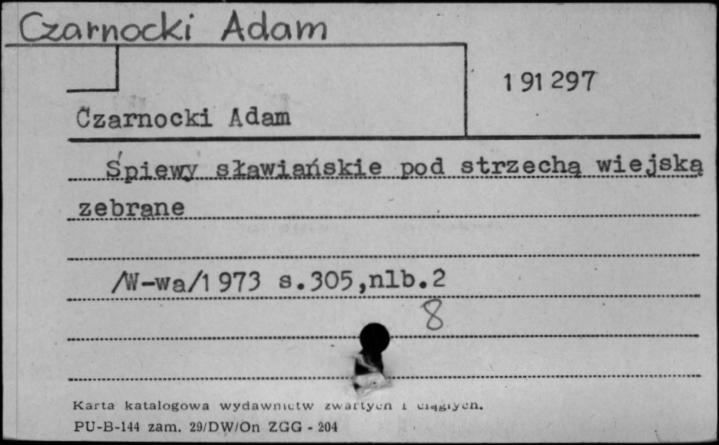 Czarnocki Adam
191297
Czarnocki Adam
Śpiewy sławiańskie pod strzechą wiejską
zebrane
/W-wa/1973 s.305,nlb.2
8
Karta katalogowa wydawnictw zwartych i ciągłych.
PU-B-144 zam. 29/DW/On ZGG - 204